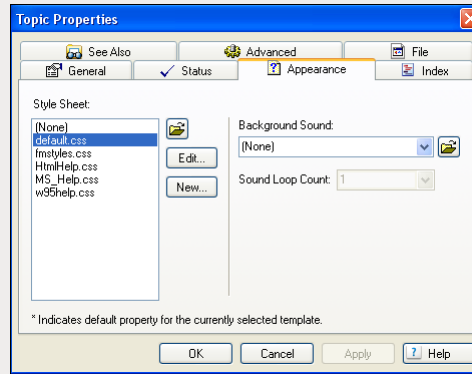 Topic Properties
See Also
Advanced
File
General
Status
Appearance
Index
Style Sheet:
(None)
default.css
fmstyles.css
HtmlHelp.css
MS_Help.css
w95help.css
Edit...
New...
Background Sound:
(None)
Sound Loop Count: 1
* Indicates default property for the currently selected template.
OK
Cancel
Apply
Help